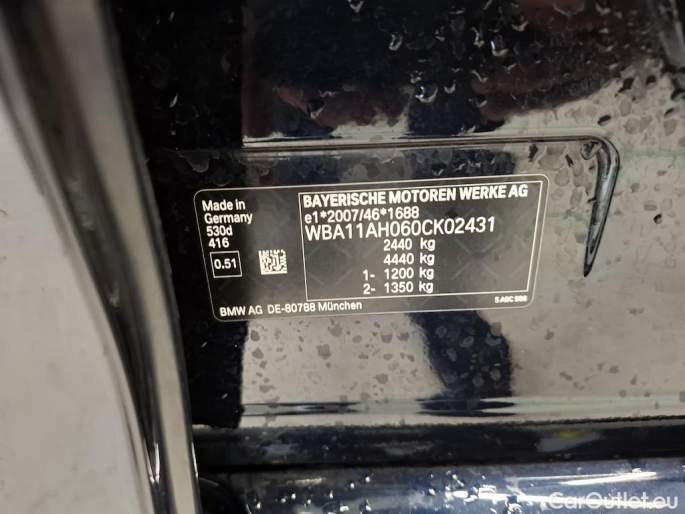 Made in
Germany
530d
416
0.51
BAYERISCHE MOTOREN WERKE AG
e1*2007/46*1688
WBA11AH060CK02431
2440 kg
4440 kg
1- 1200 kg
2- 1350 kg
BMW AG DE-80788 München
CarOutlet.eu